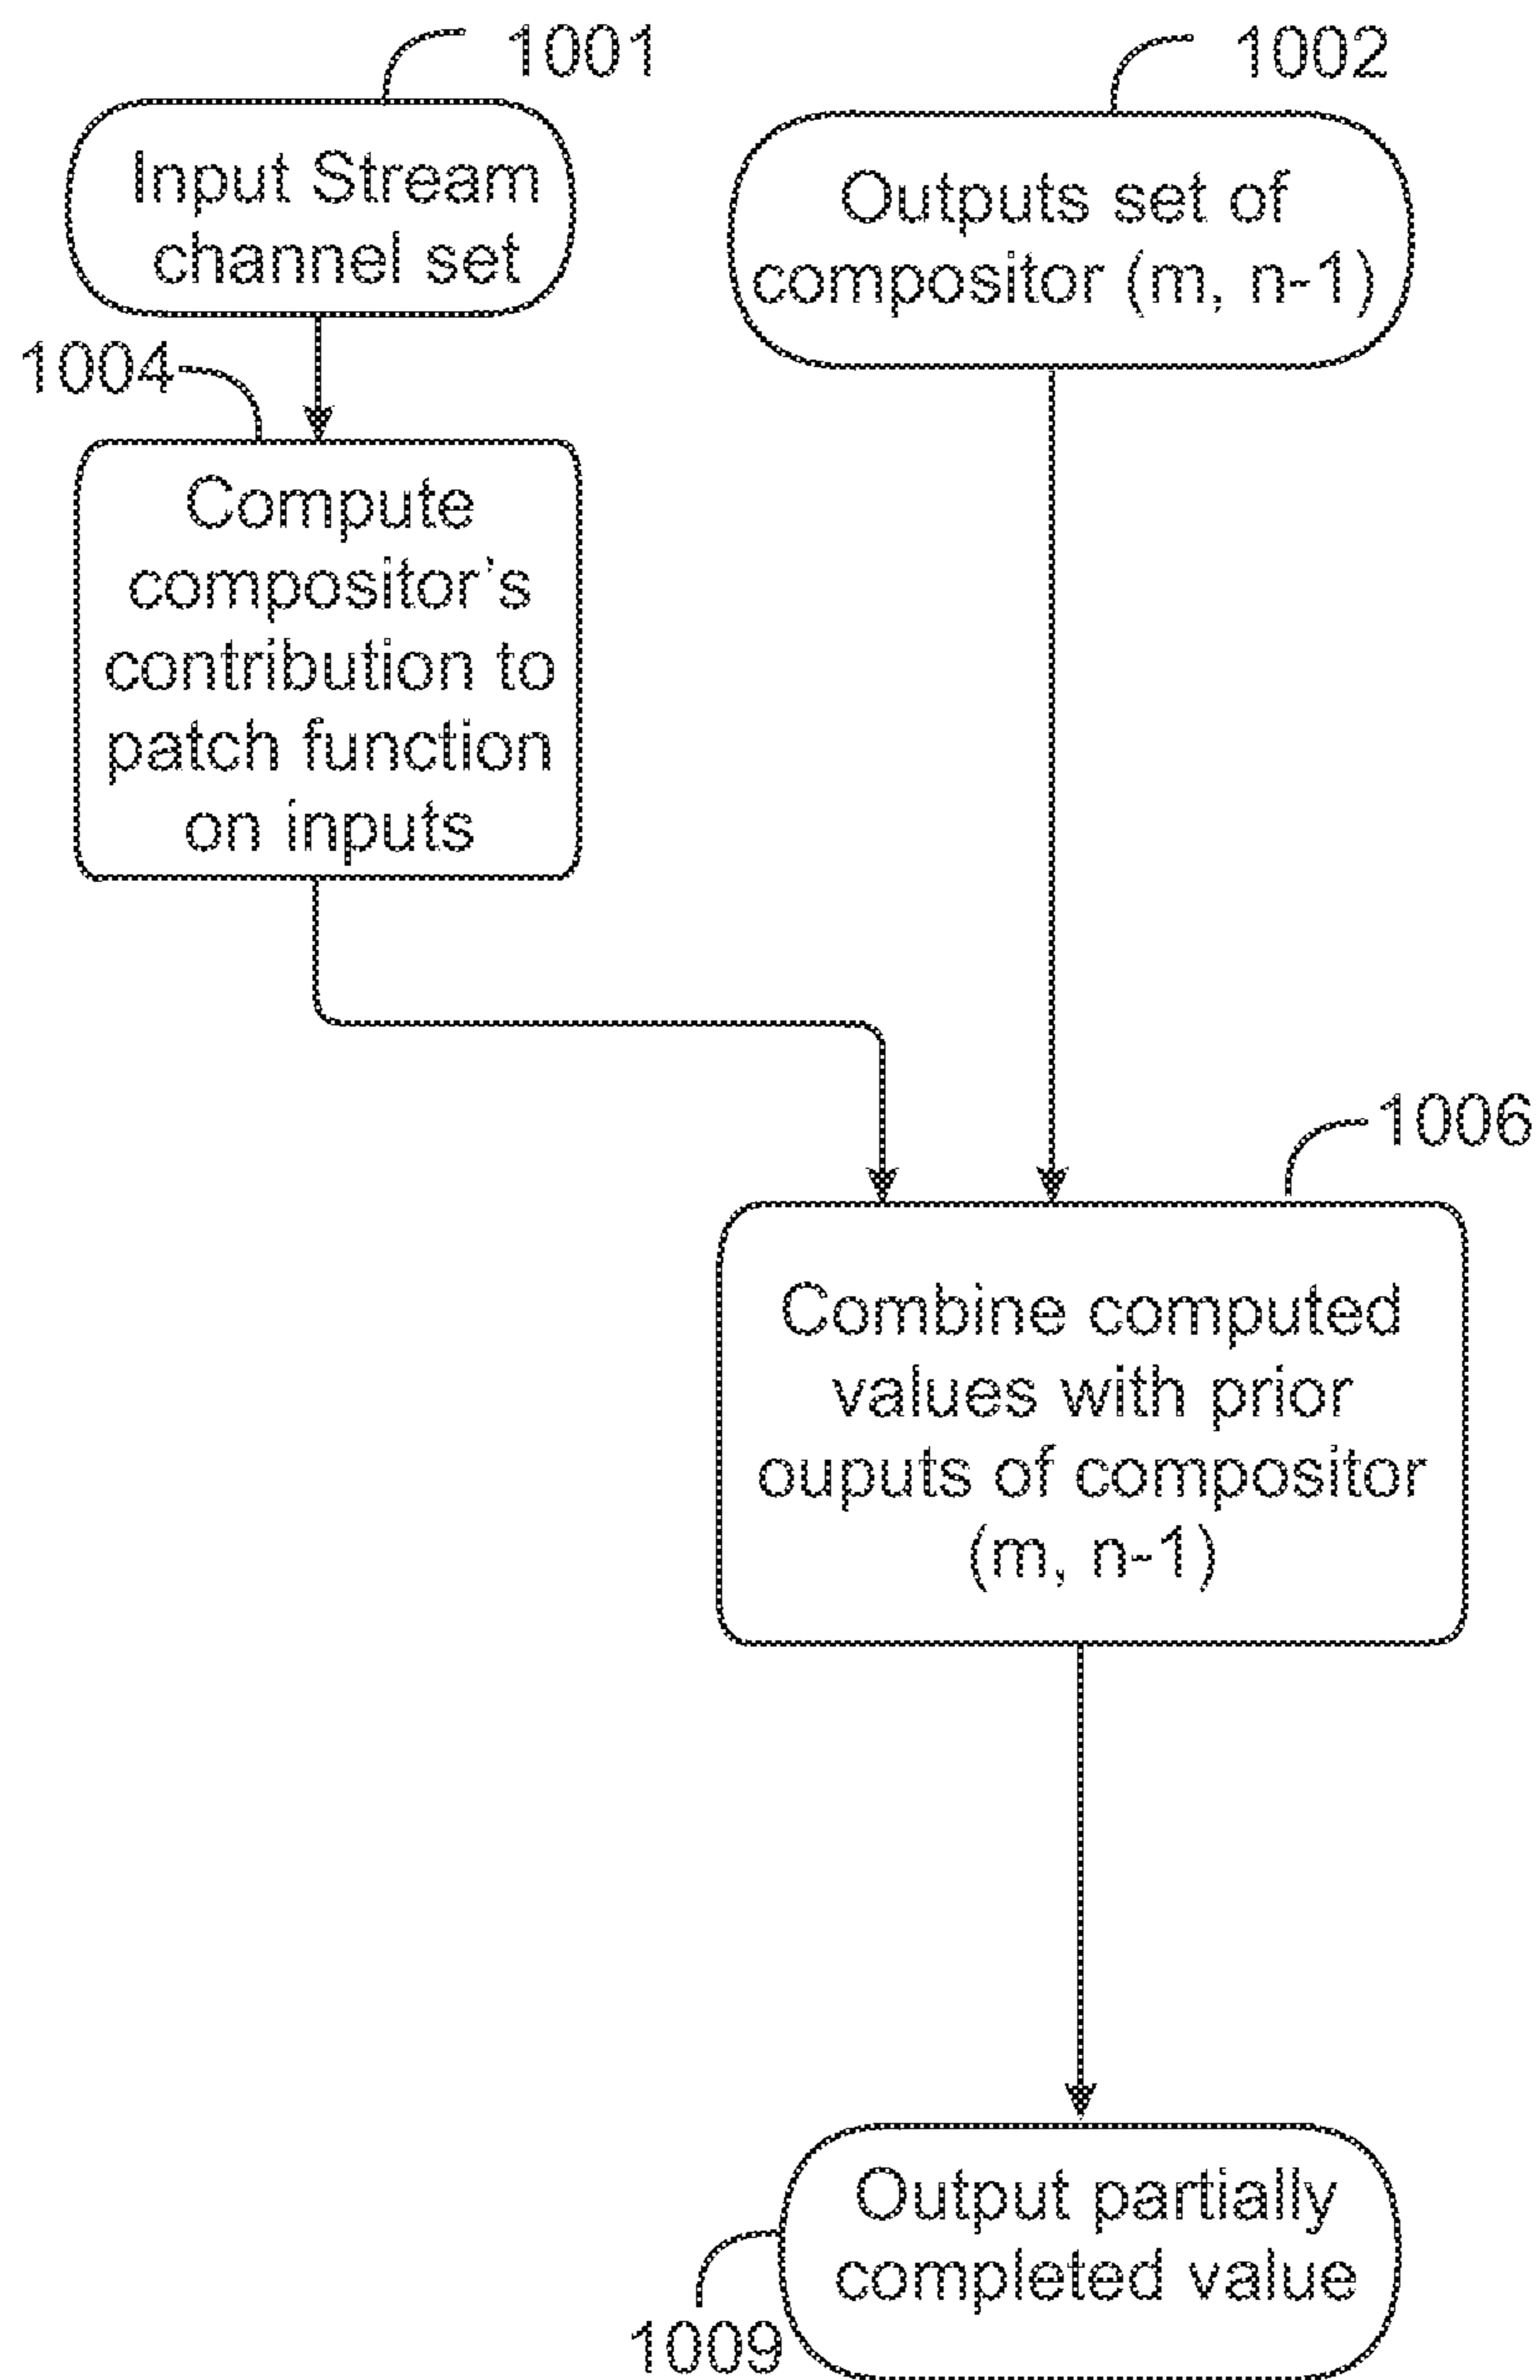 1001
Input Stream
channel set
1002
Outputs set of
compositor (m, n-1)
1004
Compute
compositor's
contribution to
patch function
on inputs
1006
Combine computed
values with prior
ouputs of compositor
(m, n-1)
Output partially
completed value
1009